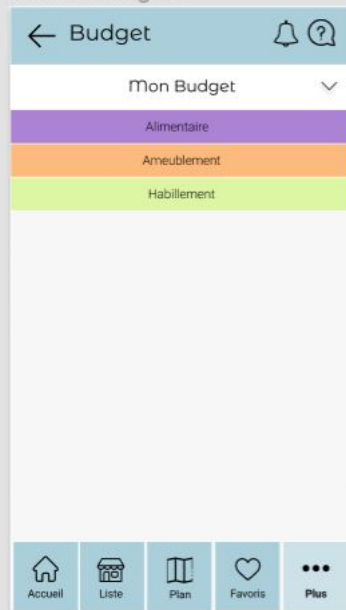 Budget
Mon Budget
Alimentaire
Ameublement
Habillement
Accueil
Liste
Plan
Favoris
Plus